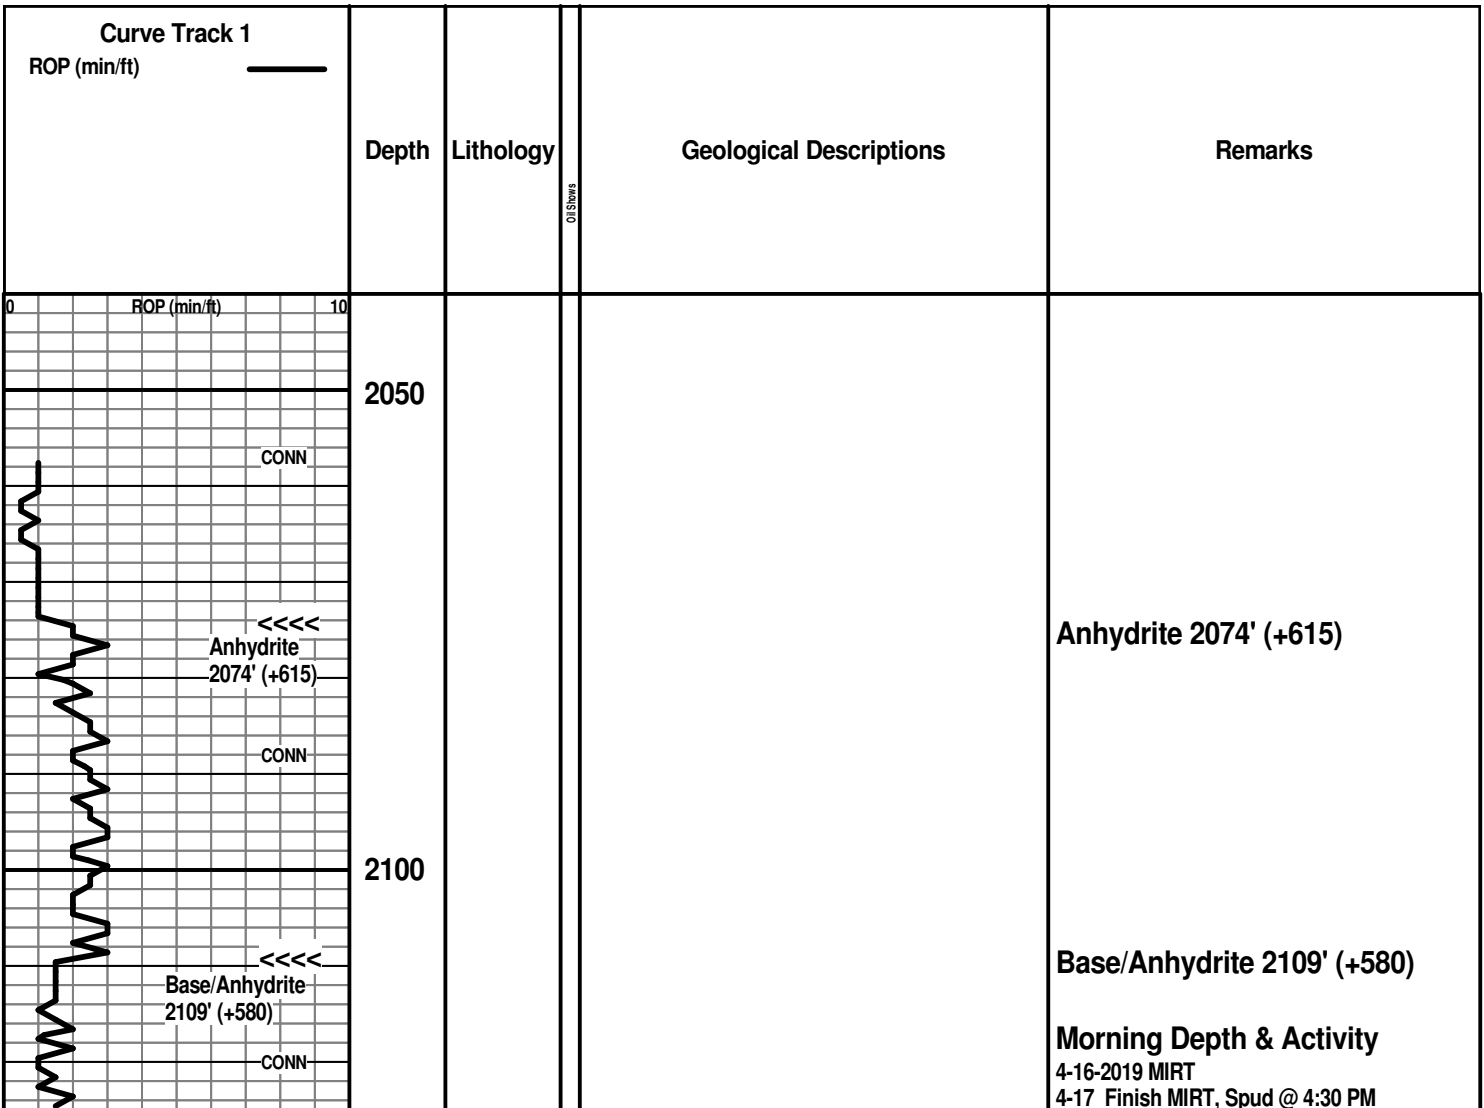 Curve Track 1
ROP (min/ft)
Depth
Lithology
Oil Shows
Geological Descriptions
Remarks
0 ROP (min/ft) 10
2050
CONN
<<<<
Anhydrite
2074' (+615)
Anhydrite 2074' (+615)
CONN
2100
<<<<
Base/Anhydrite
2109' (+580)
Base/Anhydrite 2109' (+580)
CONN
Morning Depth & Activity
4-16-2019 MIRT
4-17 Finish MIRT, Spud @ 4:30 PM